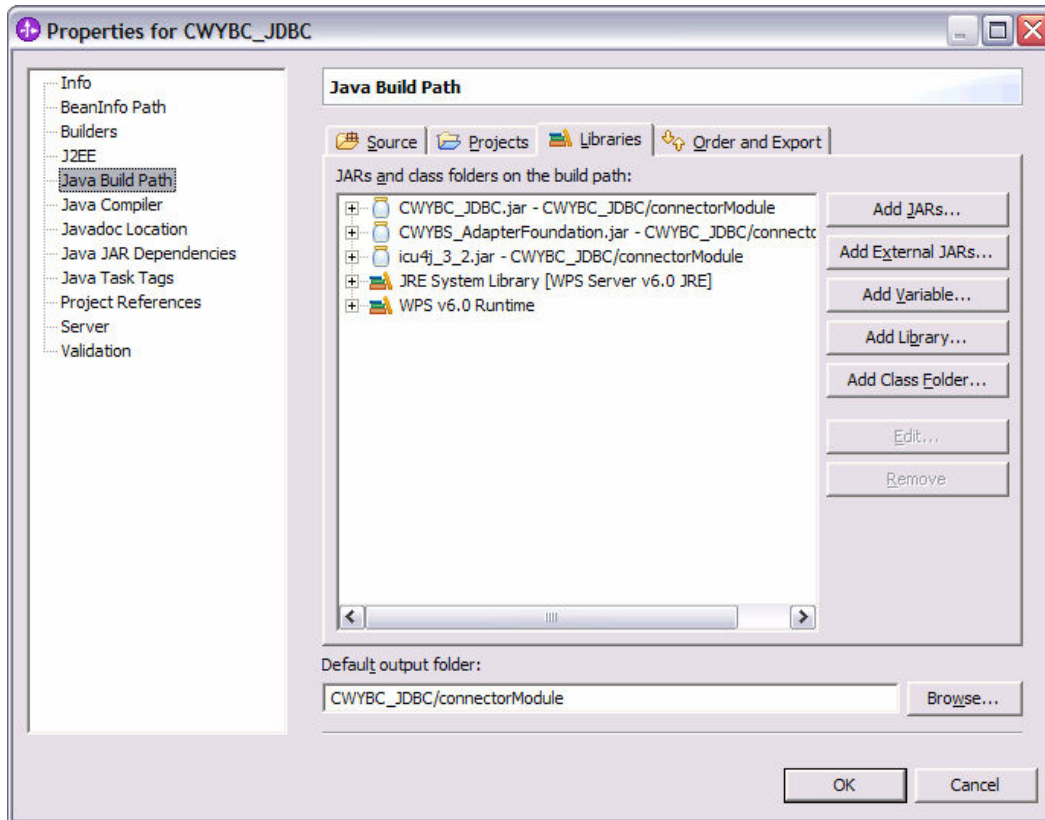 Properties for CWYBC_JDBC
Info
BeanInfo Path
Builders
J2EE
Java Build Path
Java Compiler
Javadoc Location
Java JAR Dependencies
Java Task Tags
Project References
Server
Validation
Java Build Path
Source
Projects
Libraries
Order and Export
JARs and class folders on the build path:
CWYBC_JDBC.jar - CWYBC_JDBC/connectorModule
CWYBS_AdapterFoundation.jar - CWYBC_JDBC/connectc
icu4j_3_2.jar - CWYBC_JDBC/connectorModule
JRE System Library [WPS Server v6.0 JRE]
WPS v6.0 Runtime
Add JARs...
Add External JARs...
Add Variable...
Add Library...
Add Class Folder...
Edit...
Remove
Default output folder:
CWYBC_JDBC/connectorModule
Browse...
OK
Cancel